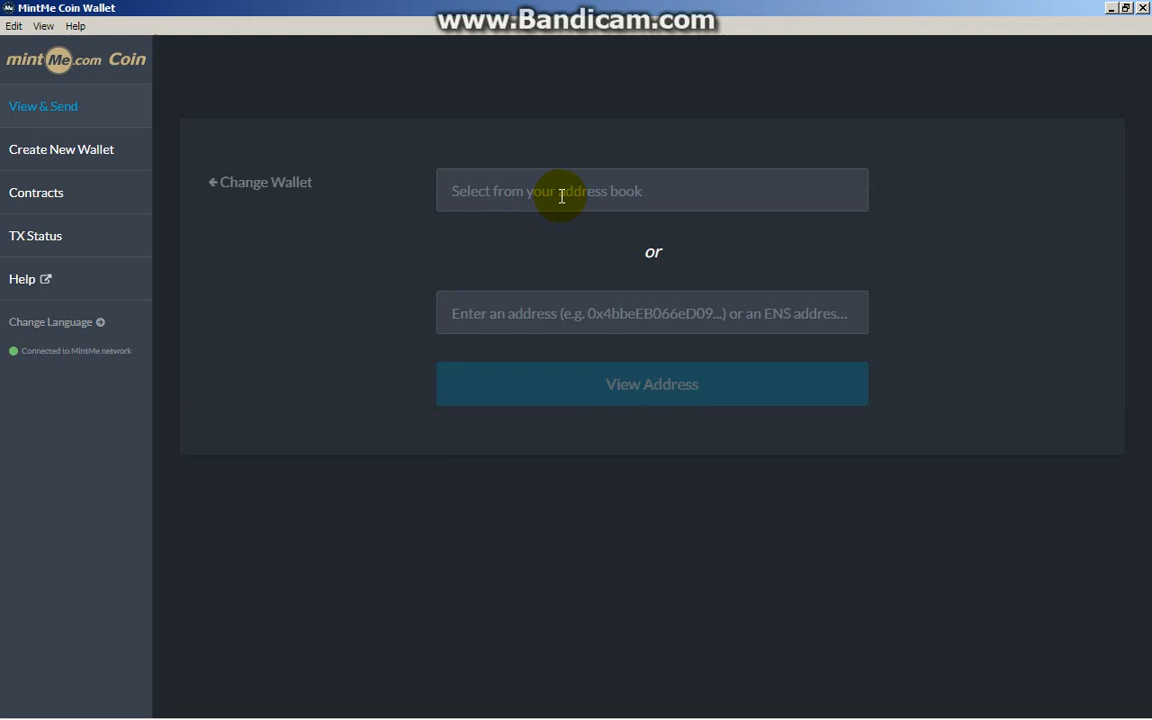 MintMe Coin Wallet
www.Bandicam.com
Edit View Help
mintMe.com Coin
View & Send
Create New Wallet
Contracts
TX Status
Help
Change Language
Connected to MintMe network
Change Wallet
Select from your address book
or
Enter an address (e.g. 0x4bbeEB066eD09...) or an ENS addres...
View Address